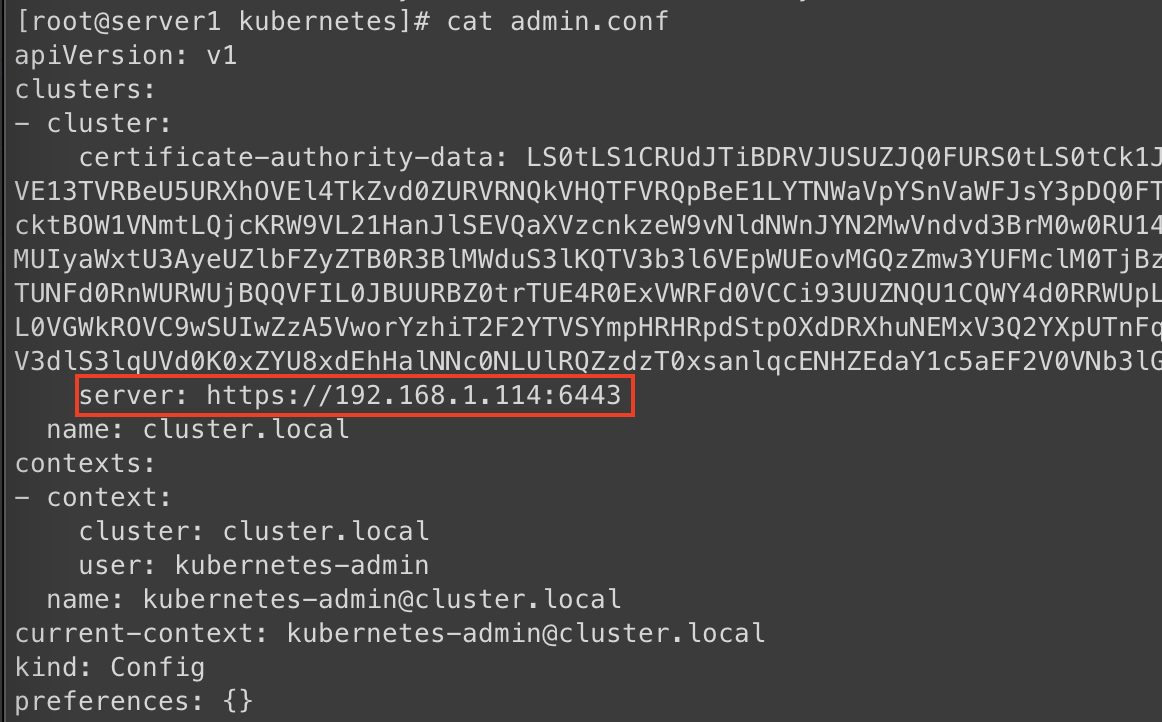 [root@server1 kubernetes]# cat admin.conf
apiVersion: v1
clusters:
- cluster:
    certificate-authority-data: LS0tLS1CRUdJTiBDRVJUSUZJQ0FURS0tLS0tCk1J
VE13TVRBeU5URXhOVEl4TkZvd0ZURVRNQkVHQTFVRQpBeE1LYTNWaVpYSnVaWFJsY3pDQ0FT
cktBOW1VNmtLQjcKRW9VL21HanJlSEVQaXVzcnkzeW9vNldNWnJYN2MwVndvd3BrM0w0RU14
MUIyaWxtU3AyeUZlbFZyZTB0R3BlMWduS3lKQTV3b3l6VEpWUEovMGQzZmw3YUFMclM0TjBz
TUNFd0RnWURWUjBQQVFIL0JBUURBZ0trTUE4R0ExVWRFd0VCCi93UUZNQU1CQWY4d0RRWUpL
L0VGWkROVC9wSUIwZzA5VworYzhiT2F2YTVSYmpHRHRpdStpOXdDRXhuNEMxV3Q2YXpUTnFq
V3dlS3lqUVd0K0xZYU8xdEhHalNNc0NLUlRQZzdzT0xsanlqcENHZEdaY1c5aEF2V0VNb3lG
    server: https://192.168.1.114:6443
  name: cluster.local
contexts:
- context:
    cluster: cluster.local
    user: kubernetes-admin
  name: kubernetes-admin@cluster.local
current-context: kubernetes-admin@cluster.local
kind: Config
preferences: {}